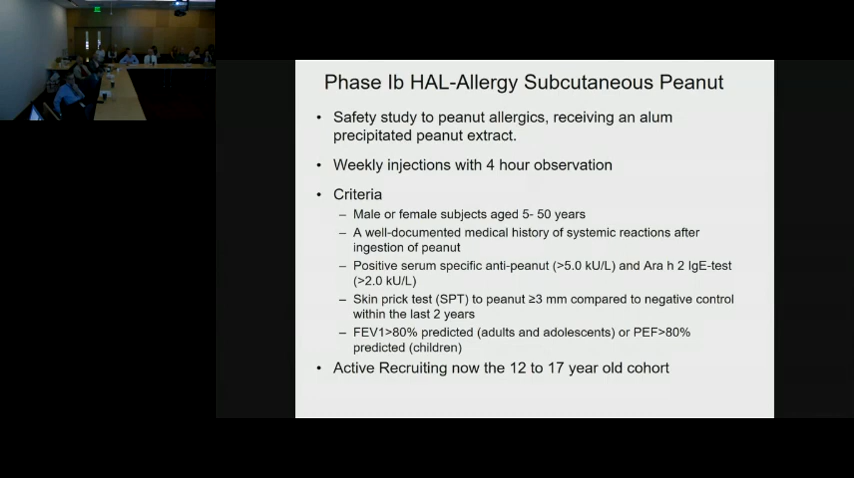 Phase Ib HAL-Allergy Subcutaneous Peanut
• Safety study to peanut allergics, receiving an alum
precipitated peanut extract.
• Weekly injections with 4 hour observation
• Criteria
– Male or female subjects aged 5- 50 years
– A well-documented medical history of systemic reactions after
ingestion of peanut
– Positive serum specific anti-peanut (>5.0 kU/L) and Ara h 2 IgE-test
(>2.0 kU/L)
– Skin prick test (SPT) to peanut ≥3 mm compared to negative control
within the last 2 years
– FEV1>80% predicted (adults and adolescents) or PEF>80%
predicted (children)
• Active Recruiting now the 12 to 17 year old cohort